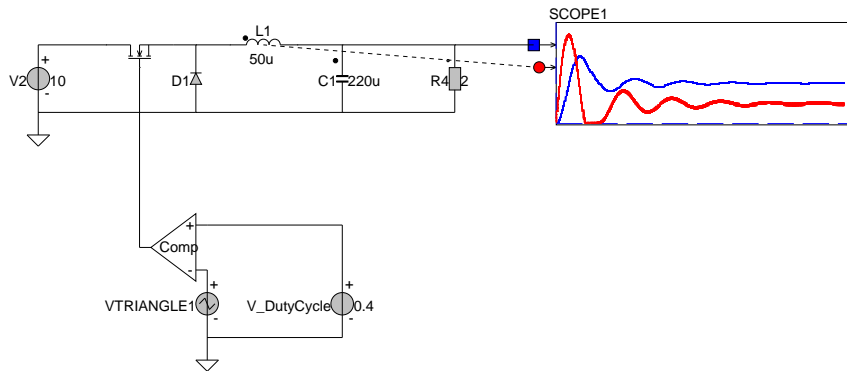 SCOPE1
L1
50u
V2
+
10
-
D1
C1
220u
R4
2
Comp
+
-
VTRIANGLE1
+
-
V_DutyCycle
+
0.4
-